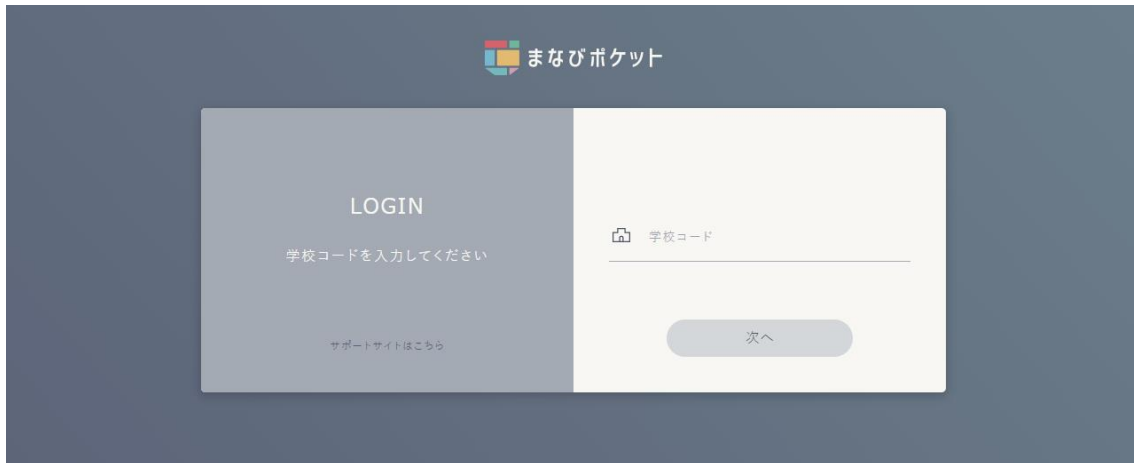 まなびポケット
LOGIN
学校コードを入力してください
サポートサイトはこちら
学校コード
次へ